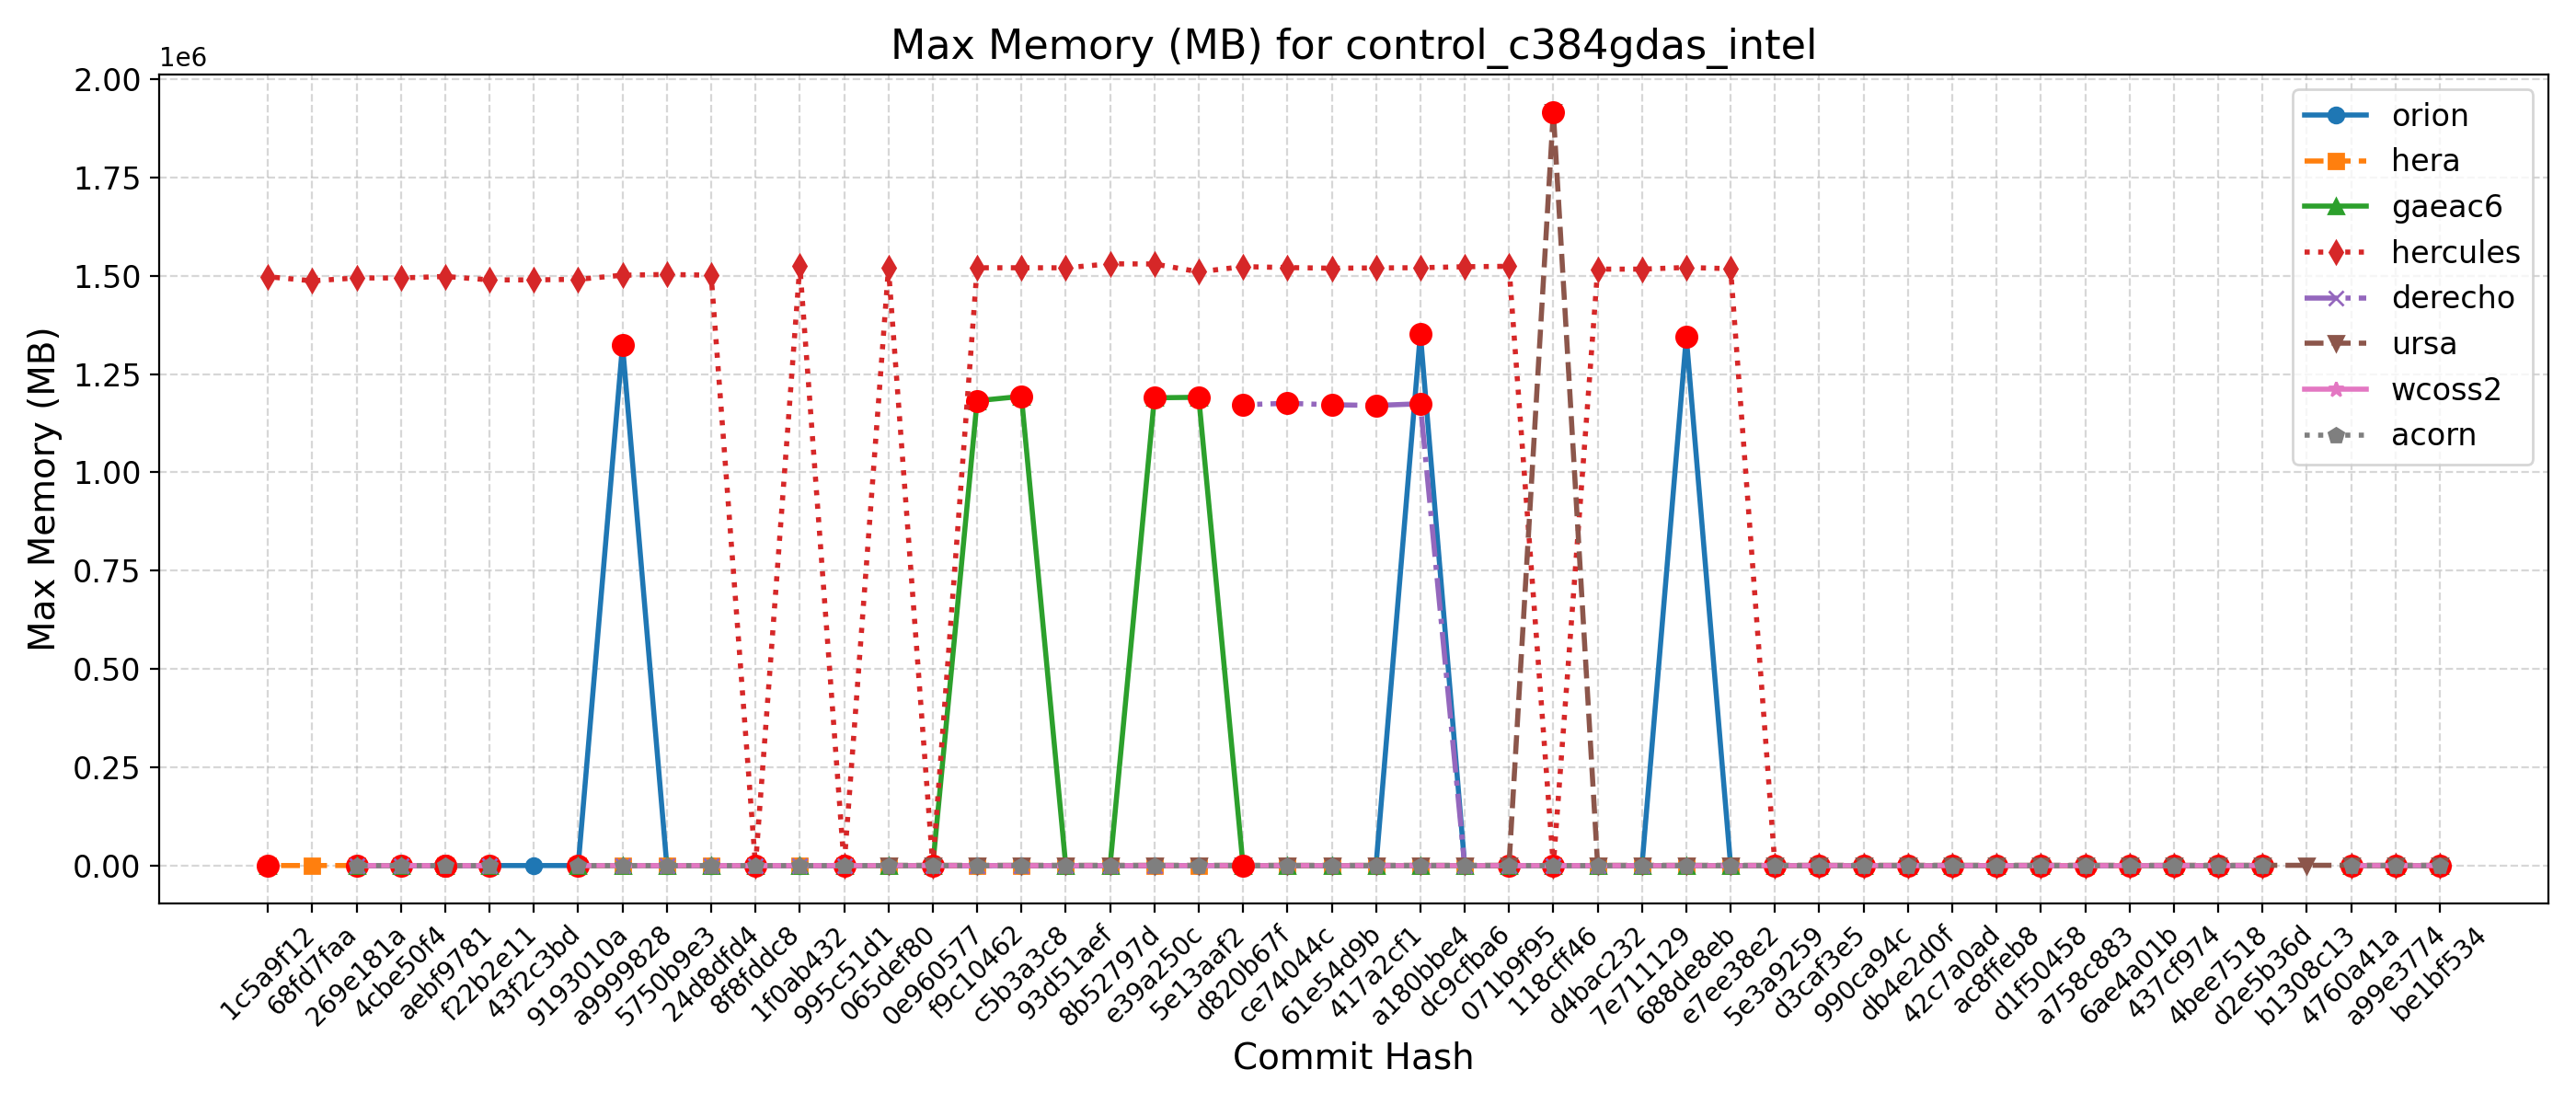 Max Memory (MB) for control_c384gdas_intel
1e6
2.00
1.75
1.50
1.25
1.00
0.75
0.50
0.25
0.00
Max Memory (MB)
orion
hera
gaeac6
hercules
derecho
ursa
wcoss2
acorn
1c5a9f12
68fd7faa
269e181a
4cbe50f4
aebf9781
f22b2e11
43f2c3bd
9193010a
a9999828
5750b9e3
24d8dfd4
8f8fddc8
1f0ab432
995c51d1
065def80
0e960577
f9c10462
c5b3a3c8
93d51aef
8b52797d
e39a250c
5e13aaf2
d820b67f
ce74044c
61e54d9b
417a2cf1
a180bbe4
dc9cfba6
071b9f95
118cff46
d4bac232
7e711129
688de8eb
e7ee38e2
5e3a9259
d3caf3e5
990ca94c
db4e2d0f
42c7a0ad
ac8ffeb8
d1f50458
a758c883
6ae4a01b
437cf974
4bee7518
d2e5b36d
b1308c13
4760a41a
a99e3774
be1bf534
Commit Hash